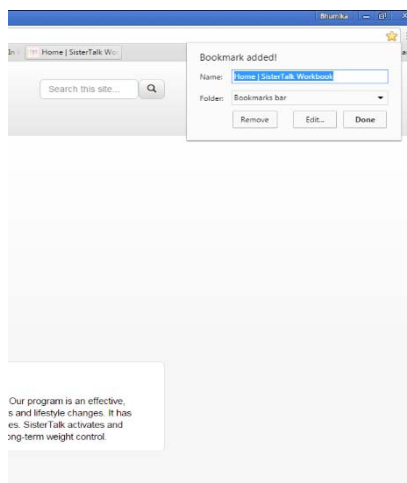 Bhumika
In
Home | SisterTalk Wo
Bookmark added!
Name: Home | SisterTalk Workbook
Folder: Bookmarks bar
Remove Edit... Done
Search this site...
Our program is an effective,
s and lifestyle changes. It has
es. SisterTalk activates and
ong-term weight control.